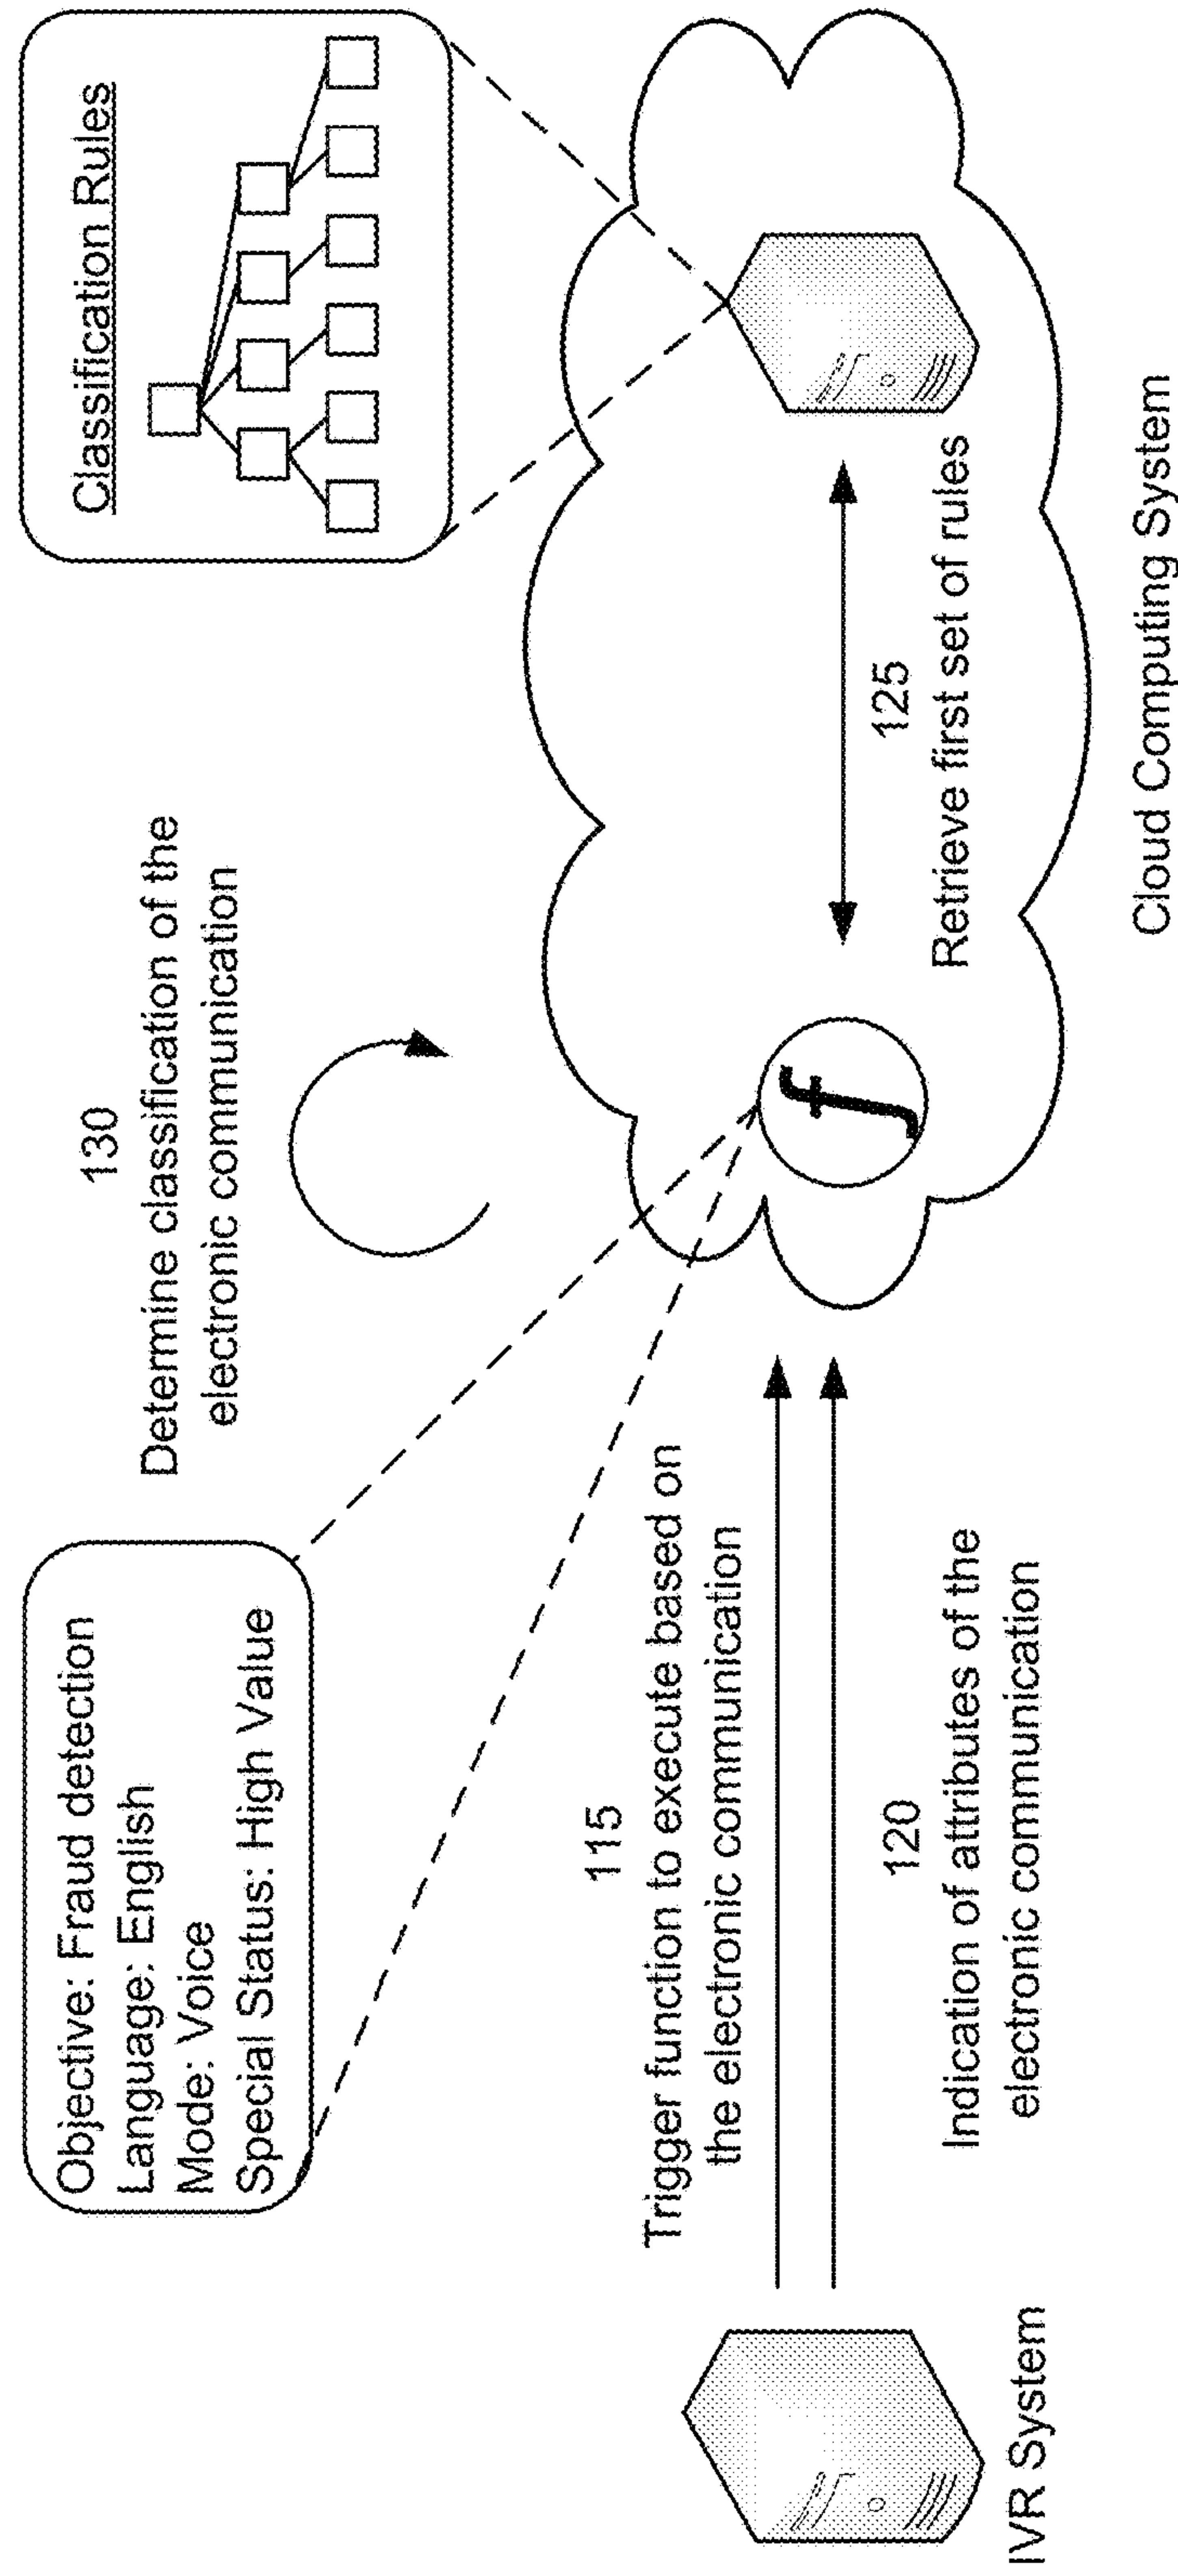 Objective: Fraud detection
Language: English
Mode: Voice
Special Status: High Value
130
Determine classification of the
electronic communication
Classification Rules
115
Trigger function to execute based on
the electronic communication
120
Indication of attributes of the
electronic communication
f
125
Retrieve first set of rules
IVR System
Cloud Computing System